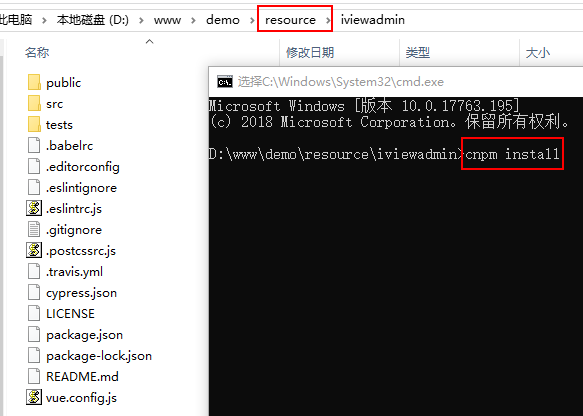 此电脑 > 本地磁盘 (D:) > www > demo > resource > iviewadmin
名称 修改日期 类型 大小
public
src
tests
.babelrc
.editorconfig
.eslintignore
.eslintrc.js
.gitignore
.postcssrc.js
.travis.yml
cypress.json
LICENSE
package.json
package-lock.json
README.md
vue.config.js
选择C:\Windows\System32\cmd.exe
Microsoft Windows [版本 10.0.17763.195]
(c) 2018 Microsoft Corporation。保留所有权利。
D:\www\demo\resource\iviewadmin>cnpm install